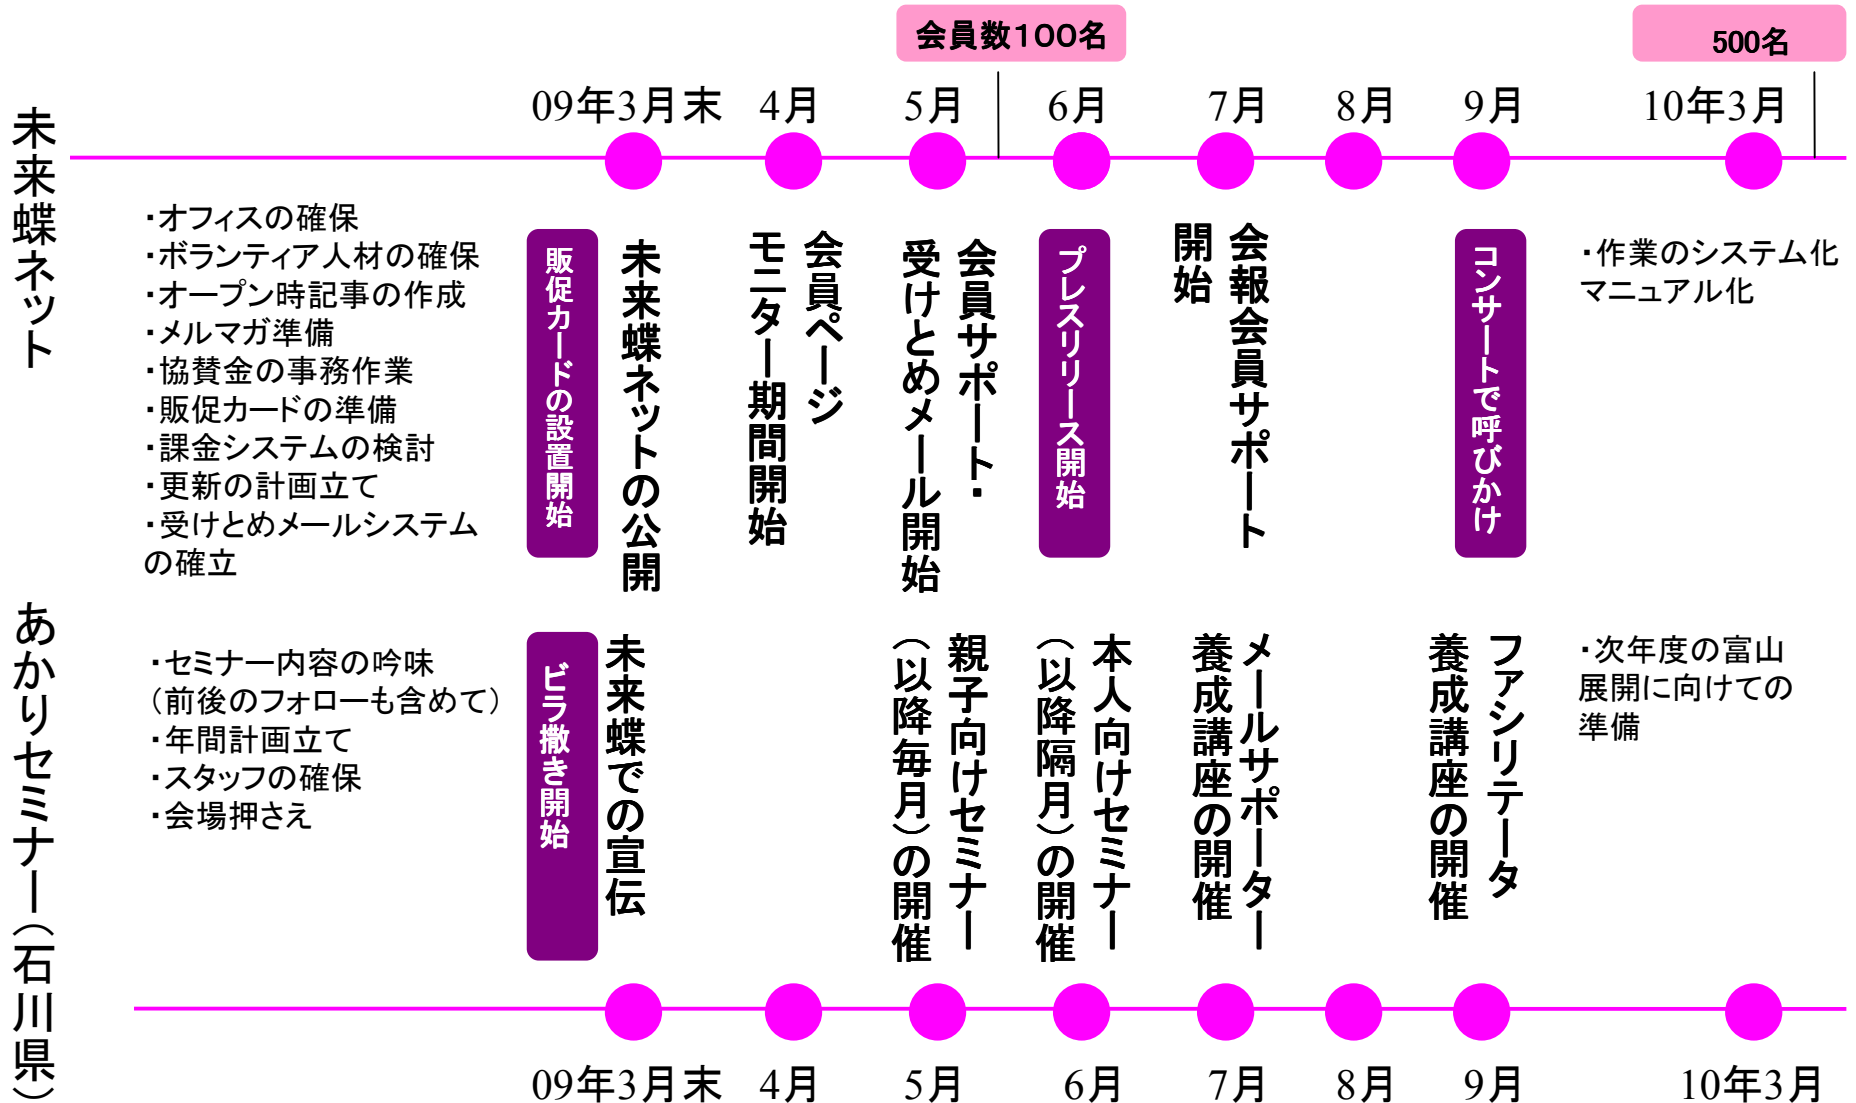 会員数100名
500名
09年3月末 4月 5月 6月 7月 8月 9月 10年3月
未来蝶ネット
・オフィスの確保
・ボランティア人材の確保
・オープン時記事の作成
・メルマガ準備
・協賛金の事務作業
・販促カードの準備
・課金システムの検討
・更新の計画立て
・受けとめメールシステム
の確立
販促カードの設置開始
未来蝶ネットの公開
会員ページ
モニター期間開始
会員サポート・
受けとめメール開始
プレスリリース開始
会報会員サポート
開始
コンサートで呼びかけ
・作業のシステム化
マニュアル化
あかりセミナー(石川県)
・セミナー内容の吟味
(前後のフォローも含めて)
・年間計画立て
・スタッフの確保
・会場押さえ
ビラ撒き開始
未来蝶での宣伝
親子向けセミナー
(以降毎月)の開催
本人向けセミナー
(以降隔月)の開催
メールサポーター
養成講座の開催
ファシリテータ
養成講座の開催
・次年度の富山
展開に向けての
準備
09年3月末 4月 5月 6月 7月 8月 9月 10年3月